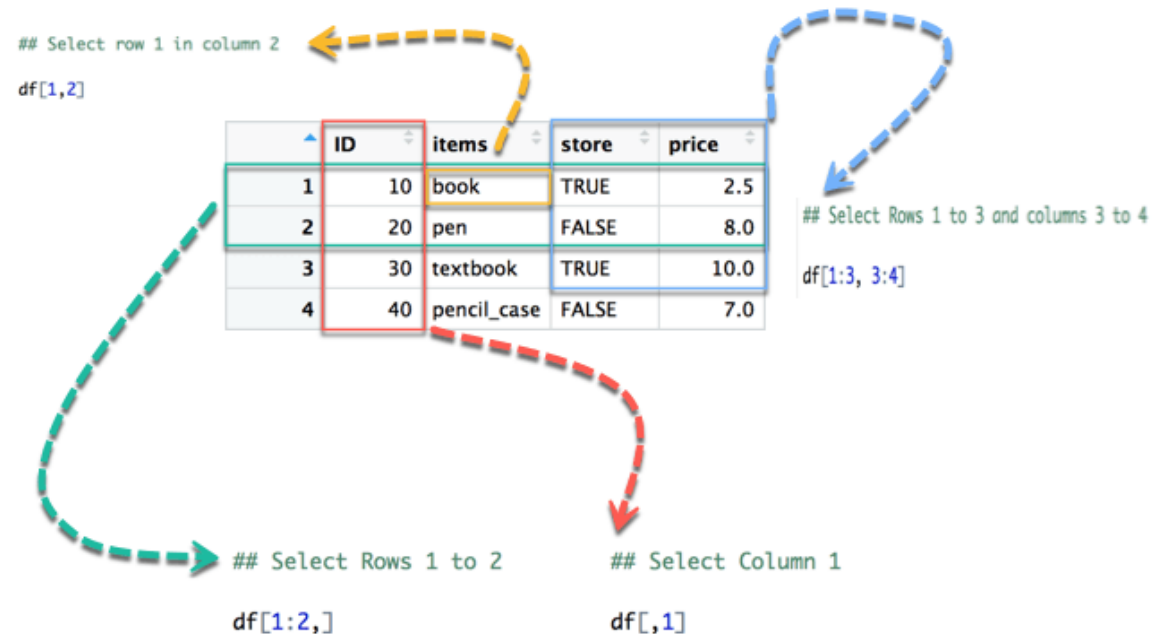 ## Select row 1 in column 2
df[1,2]
ID items store price
1 10 book TRUE 2.5
2 20 pen FALSE 8.0
3 30 textbook TRUE 10.0
4 40 pencil_case FALSE 7.0
## Select Rows 1 to 3 and columns 3 to 4
df[1:3, 3:4]
## Select Rows 1 to 2
df[1:2,]
## Select Column 1
df[,1]